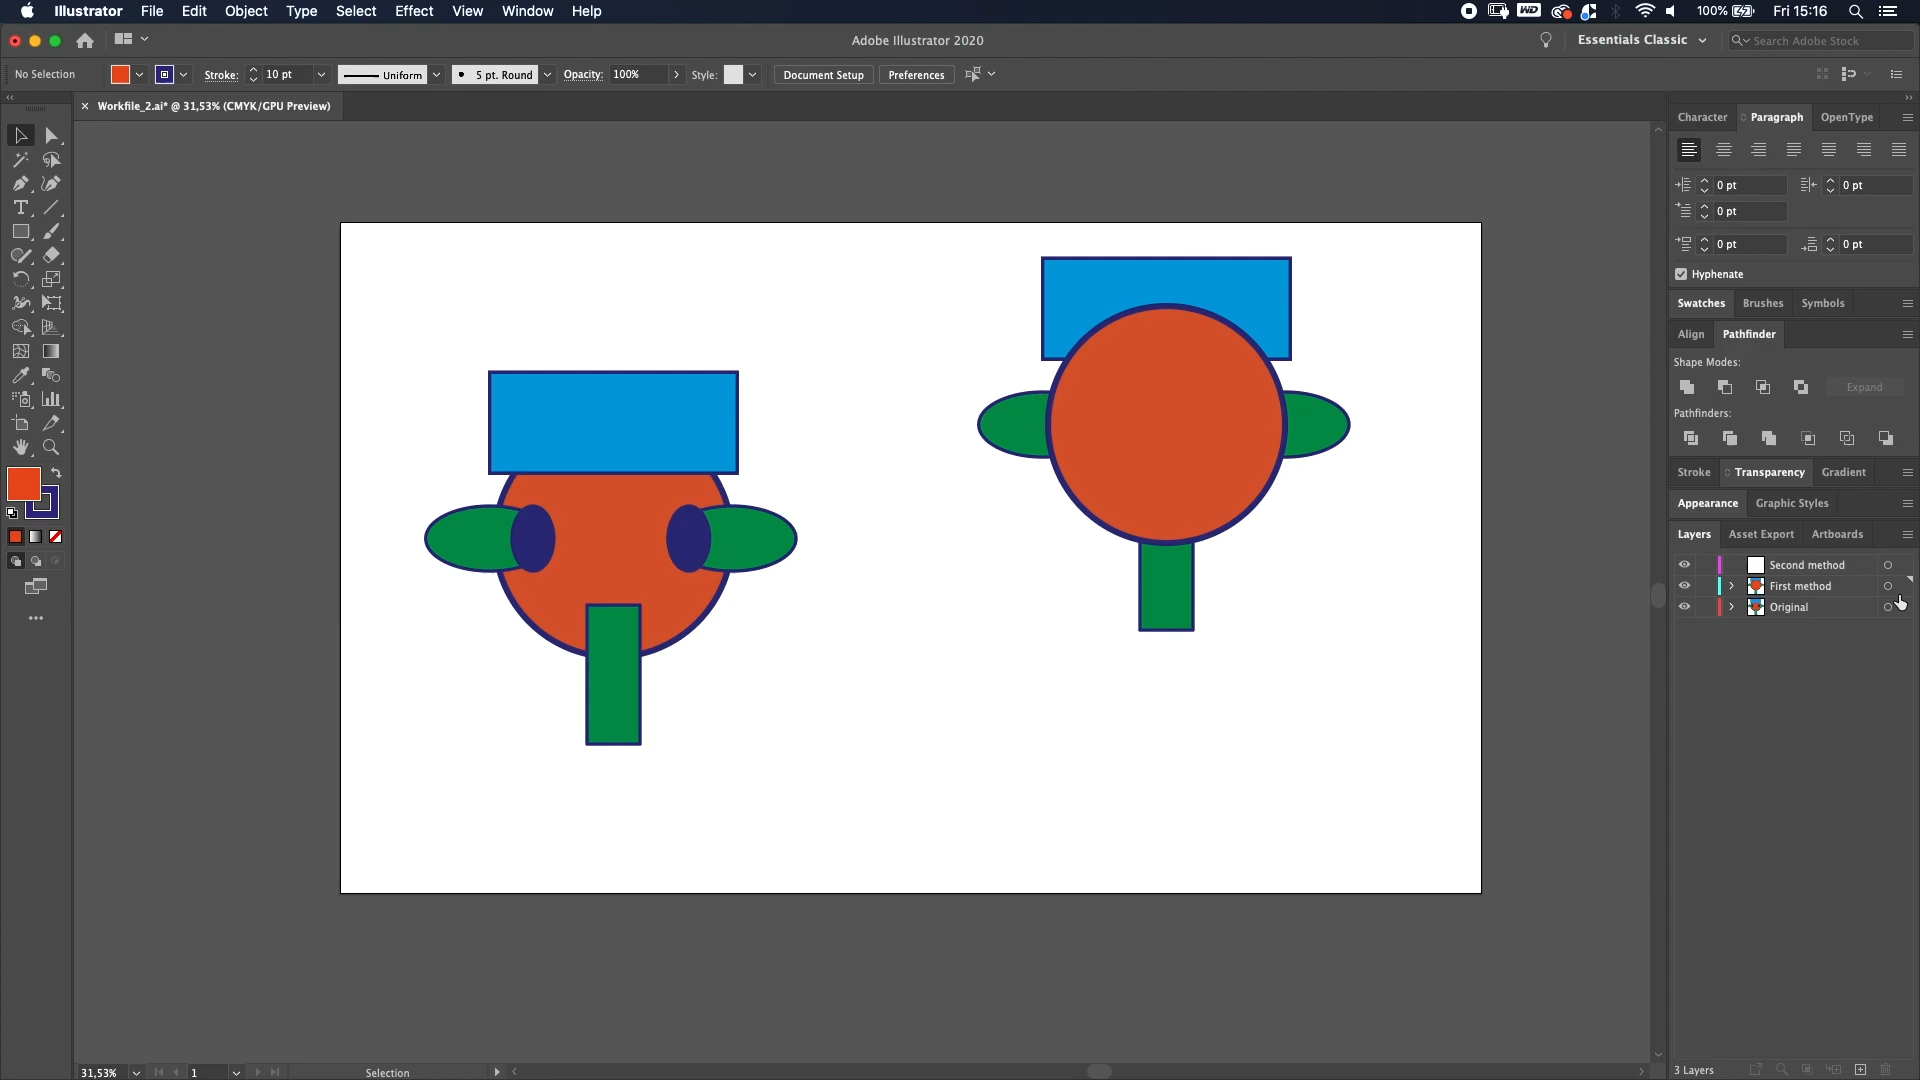 Illustrator File Edit Object Type Select Effect View Window Help
WD 100% Fri 15:16
Adobe Illustrator 2020
Essentials Classic
Search Adobe Stock
No Selection Stroke: 10 pt Uniform 5 pt. Round Opacity: 100% Style: Document Setup Preferences
Workfile_2.ai* @ 31,53% (CMYK/GPU Preview)
Character Paragraph OpenType
0 pt 0 pt
0 pt
0 pt 0 pt
Hyphenate
Swatches Brushes Symbols
Align Pathfinder
Shape Modes:
Expand
Pathfinders:
Stroke Transparency Gradient
Appearance Graphic Styles
Layers Asset Export Artboards
Second method
First method
Original
31,53% 1 Selection
3 Layers